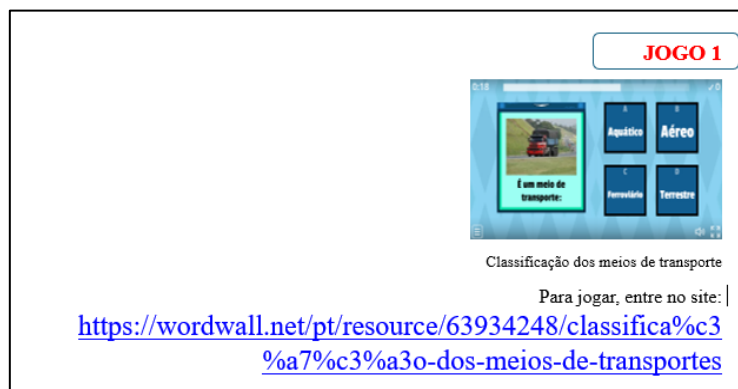 JOGO 1
0:18
✓0
É um meio de
transporte:
A
Aquático
B
Aéreo
C
Ferroviário
D
Terrestre
Classificação dos meios de transporte
Para jogar, entre no site:
https://wordwall.net/pt/resource/63934248/classifica%c3
%a7%c3%a3o-dos-meios-de-transportes